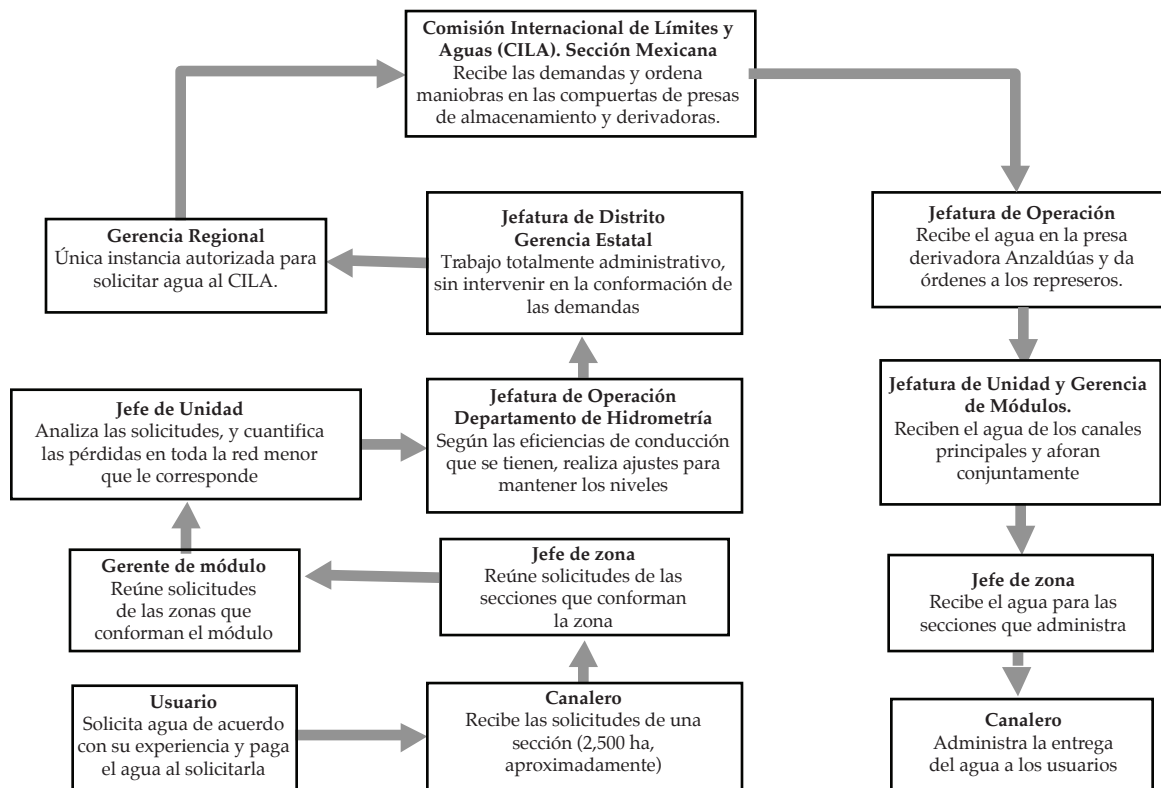 Comisión Internacional de Límites y
Aguas (CILA). Sección Mexicana
Recibe las demandas y ordena
maniobras en las compuertas de presas
de almacenamiento y derivadoras.
Gerencia Regional
Única instancia autorizada para
solicitar agua al CILA.
Jefatura de Distrito
Gerencia Estatal
Trabajo totalmente administrativo,
sin intervenir en la conformación de
las demandas
Jefatura de Operación
Recibe el agua en la presa
derivadora Anzaldúas y da
órdenes a los represeros.
Jefe de Unidad
Analiza las solicitudes, y cuantifica
las pérdidas en toda la red menor
que le corresponde
Jefatura de Operación
Departamento de Hidrometría
Según las eficiencias de conducción
que se tienen, realiza ajustes para
mantener los niveles
Jefatura de Unidad y Gerencia
de Módulos.
Reciben el agua de los canales
principales y aforan
conjuntamente
Gerente de módulo
Reúne solicitudes
de las zonas que
conforman el módulo
Jefe de zona
Reúne solicitudes de las
secciones que conforman
la zona
Jefe de zona
Recibe el agua para las
secciones que administra
Usuario
Solicita agua de acuerdo
con su experiencia y paga
el agua al solicitarla
Canalero
Recibe las solicitudes de una
sección (2,500 ha,
aproximadamente)
Canalero
Administra la entrega
del agua a los usuarios